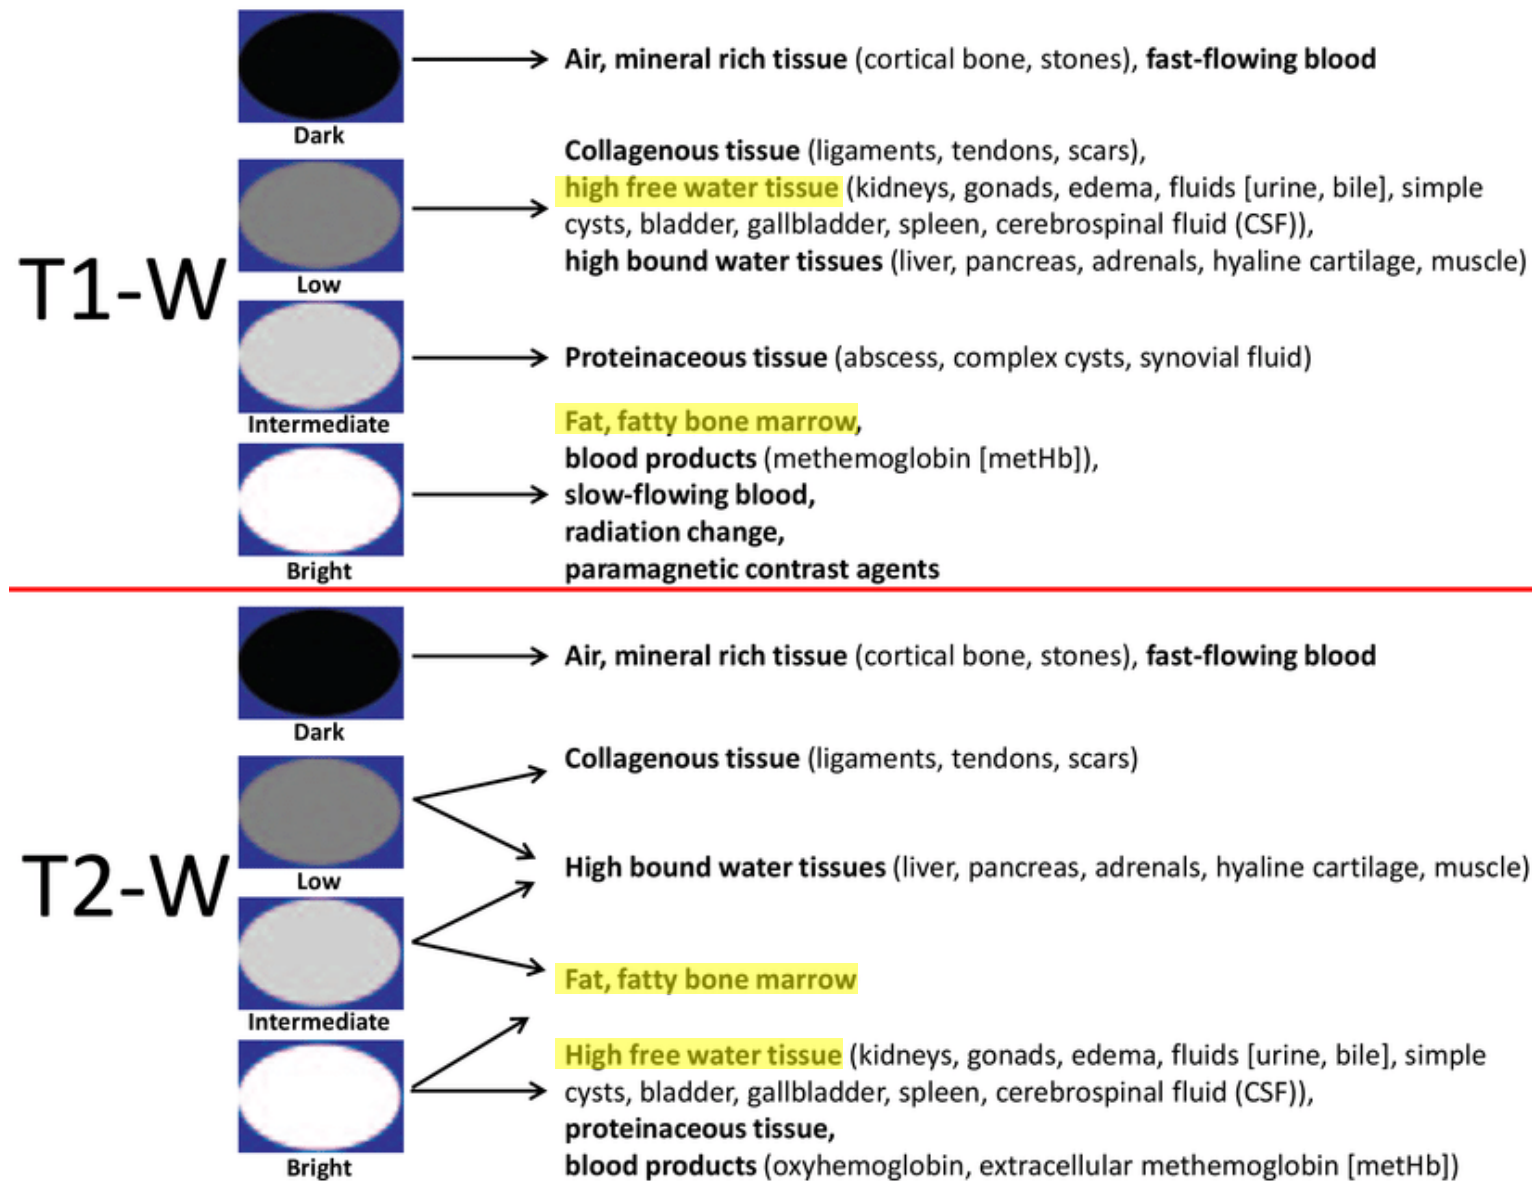 Air, mineral rich tissue (cortical bone, stones), fast-flowing blood
Dark
Collagenous tissue (ligaments, tendons, scars),
high free water tissue (kidneys, gonads, edema, fluids [urine, bile], simple
cysts, bladder, gallbladder, spleen, cerebrospinal fluid (CSF)),
high bound water tissues (liver, pancreas, adrenals, hyaline cartilage, muscle)
Low
T1-W
Proteinaceous tissue (abscess, complex cysts, synovial fluid)
Intermediate
Fat, fatty bone marrow,
blood products (methemoglobin [metHb]),
slow-flowing blood,
radiation change,
paramagnetic contrast agents
Bright
Air, mineral rich tissue (cortical bone, stones), fast-flowing blood
Dark
Collagenous tissue (ligaments, tendons, scars)
High bound water tissues (liver, pancreas, adrenals, hyaline cartilage, muscle)
Low
T2-W
Fat, fatty bone marrow
Intermediate
High free water tissue (kidneys, gonads, edema, fluids [urine, bile], simple
cysts, bladder, gallbladder, spleen, cerebrospinal fluid (CSF)),
proteinaceous tissue,
blood products (oxyhemoglobin, extracellular methemoglobin [metHb])
Bright